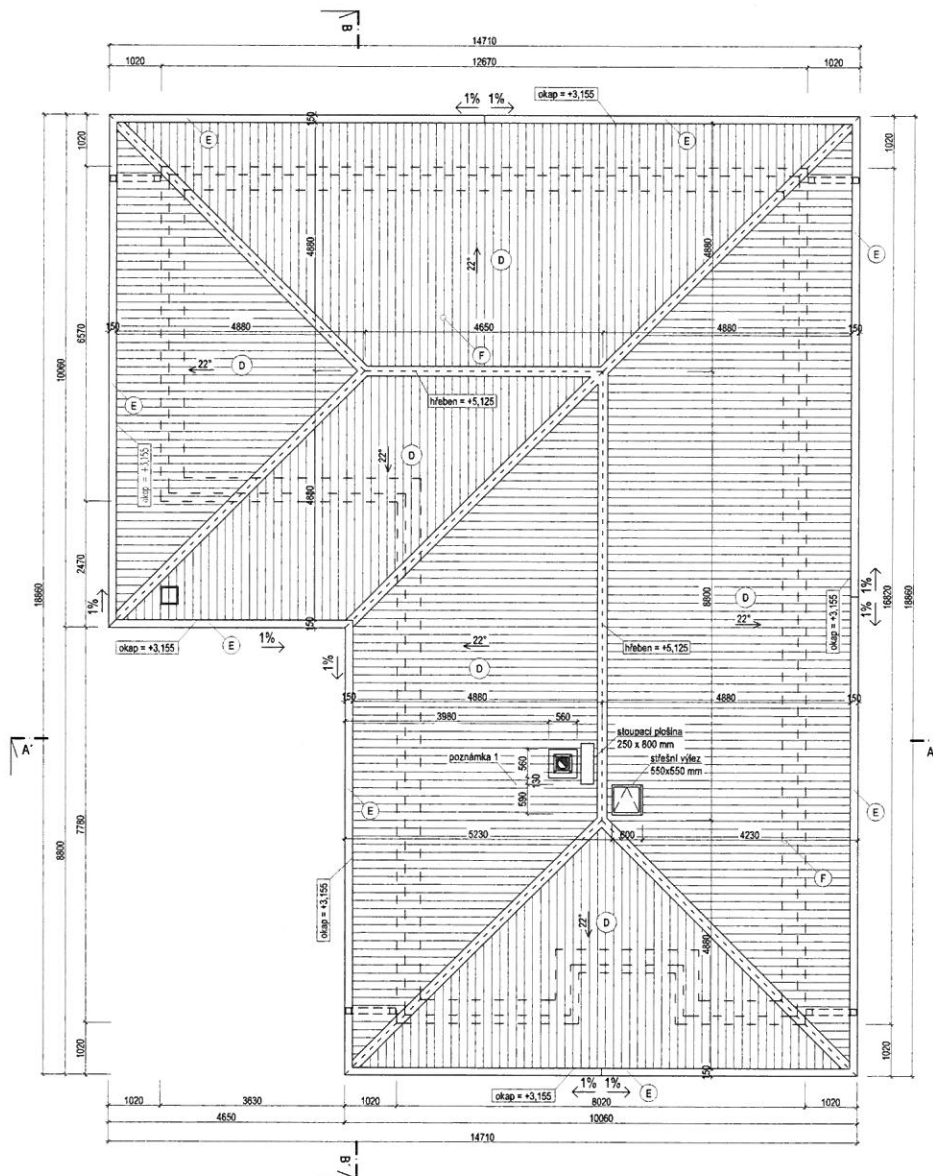 B
14710
1020
12670
1020
okap = +3,155
1%
1%
150
E
E
1020
1020
4880
4880
D
22°
E
6570
10060
150
4880
4650
4880
150
F
22°
D
hřeben = +5,125
E
D
22°
okap = +3,155
4880
2470
18860
8800
D
22°
okap = +3,155
1%
1%
16820
18860
1%
150
okap = +3,155
E
1%
1%
22°
D
hřeben = +5,125
150
4880
4880
150
3980
560
A'
A
stoupací plošina
250 x 800 mm
střešní výlez
550x550 mm
poznámka 1
560
130
590
E
E
7780
8800
5230
600
4230
F
okap = +3,155
D
22°
4880
1020
1020
150
1%
1%
okap = +3,155
E
1020
3630
1020
8020
1020
4650
10060
14710
B'